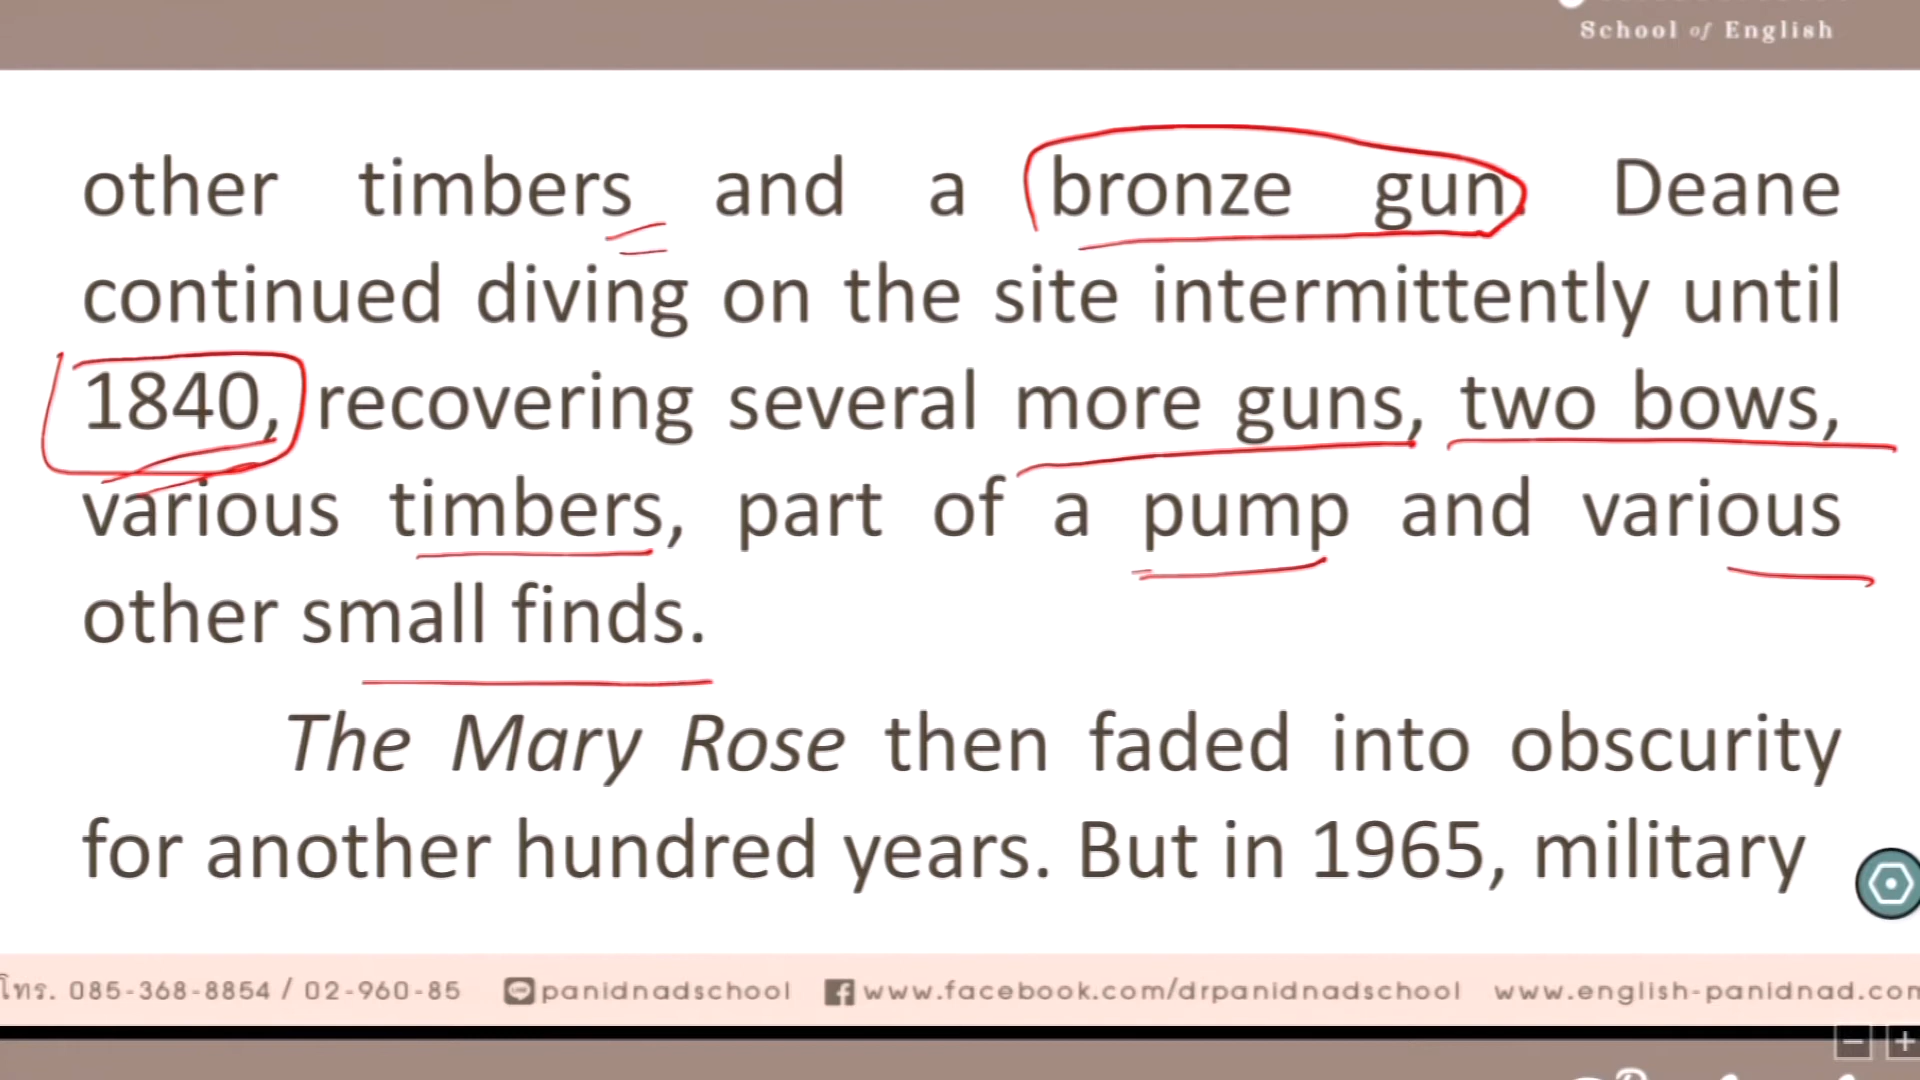 School of English
other timbers and a bronze gun. Deane
continued diving on the site intermittently until
1840, recovering several more guns, two bows,
various timbers, part of a pump and various
other small finds.
The Mary Rose then faded into obscurity
for another hundred years. But in 1965, military
โทร. 085-368-8854 / 02-960-85 panidnadschool www.facebook.com/drpanidnadschool www.english-panidnad.com